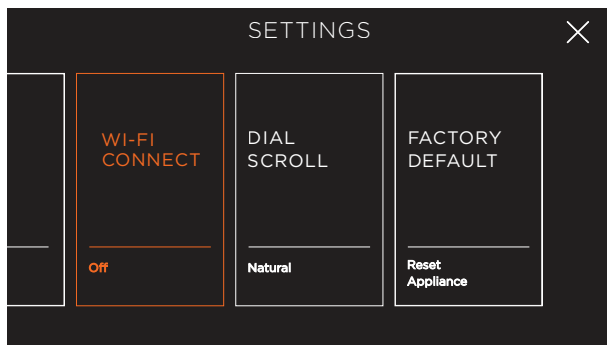 SETTINGS
WI-FI
CONNECT
Off
DIAL
SCROLL
Natural
FACTORY
DEFAULT
Reset
Appliance